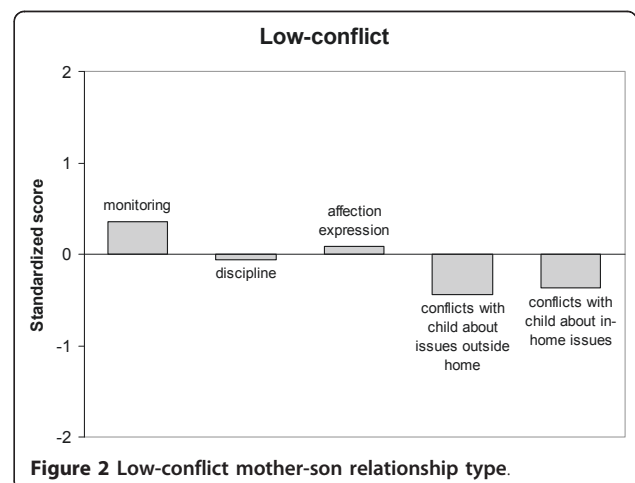 Low-conflict
2
1
0
-1
-2
Standardized score
monitoring
discipline
affection
expression
conflicts with
child about
issues outside
home
conflicts with
child about in-
home issues
Figure 2 Low-conflict mother-son relationship type.